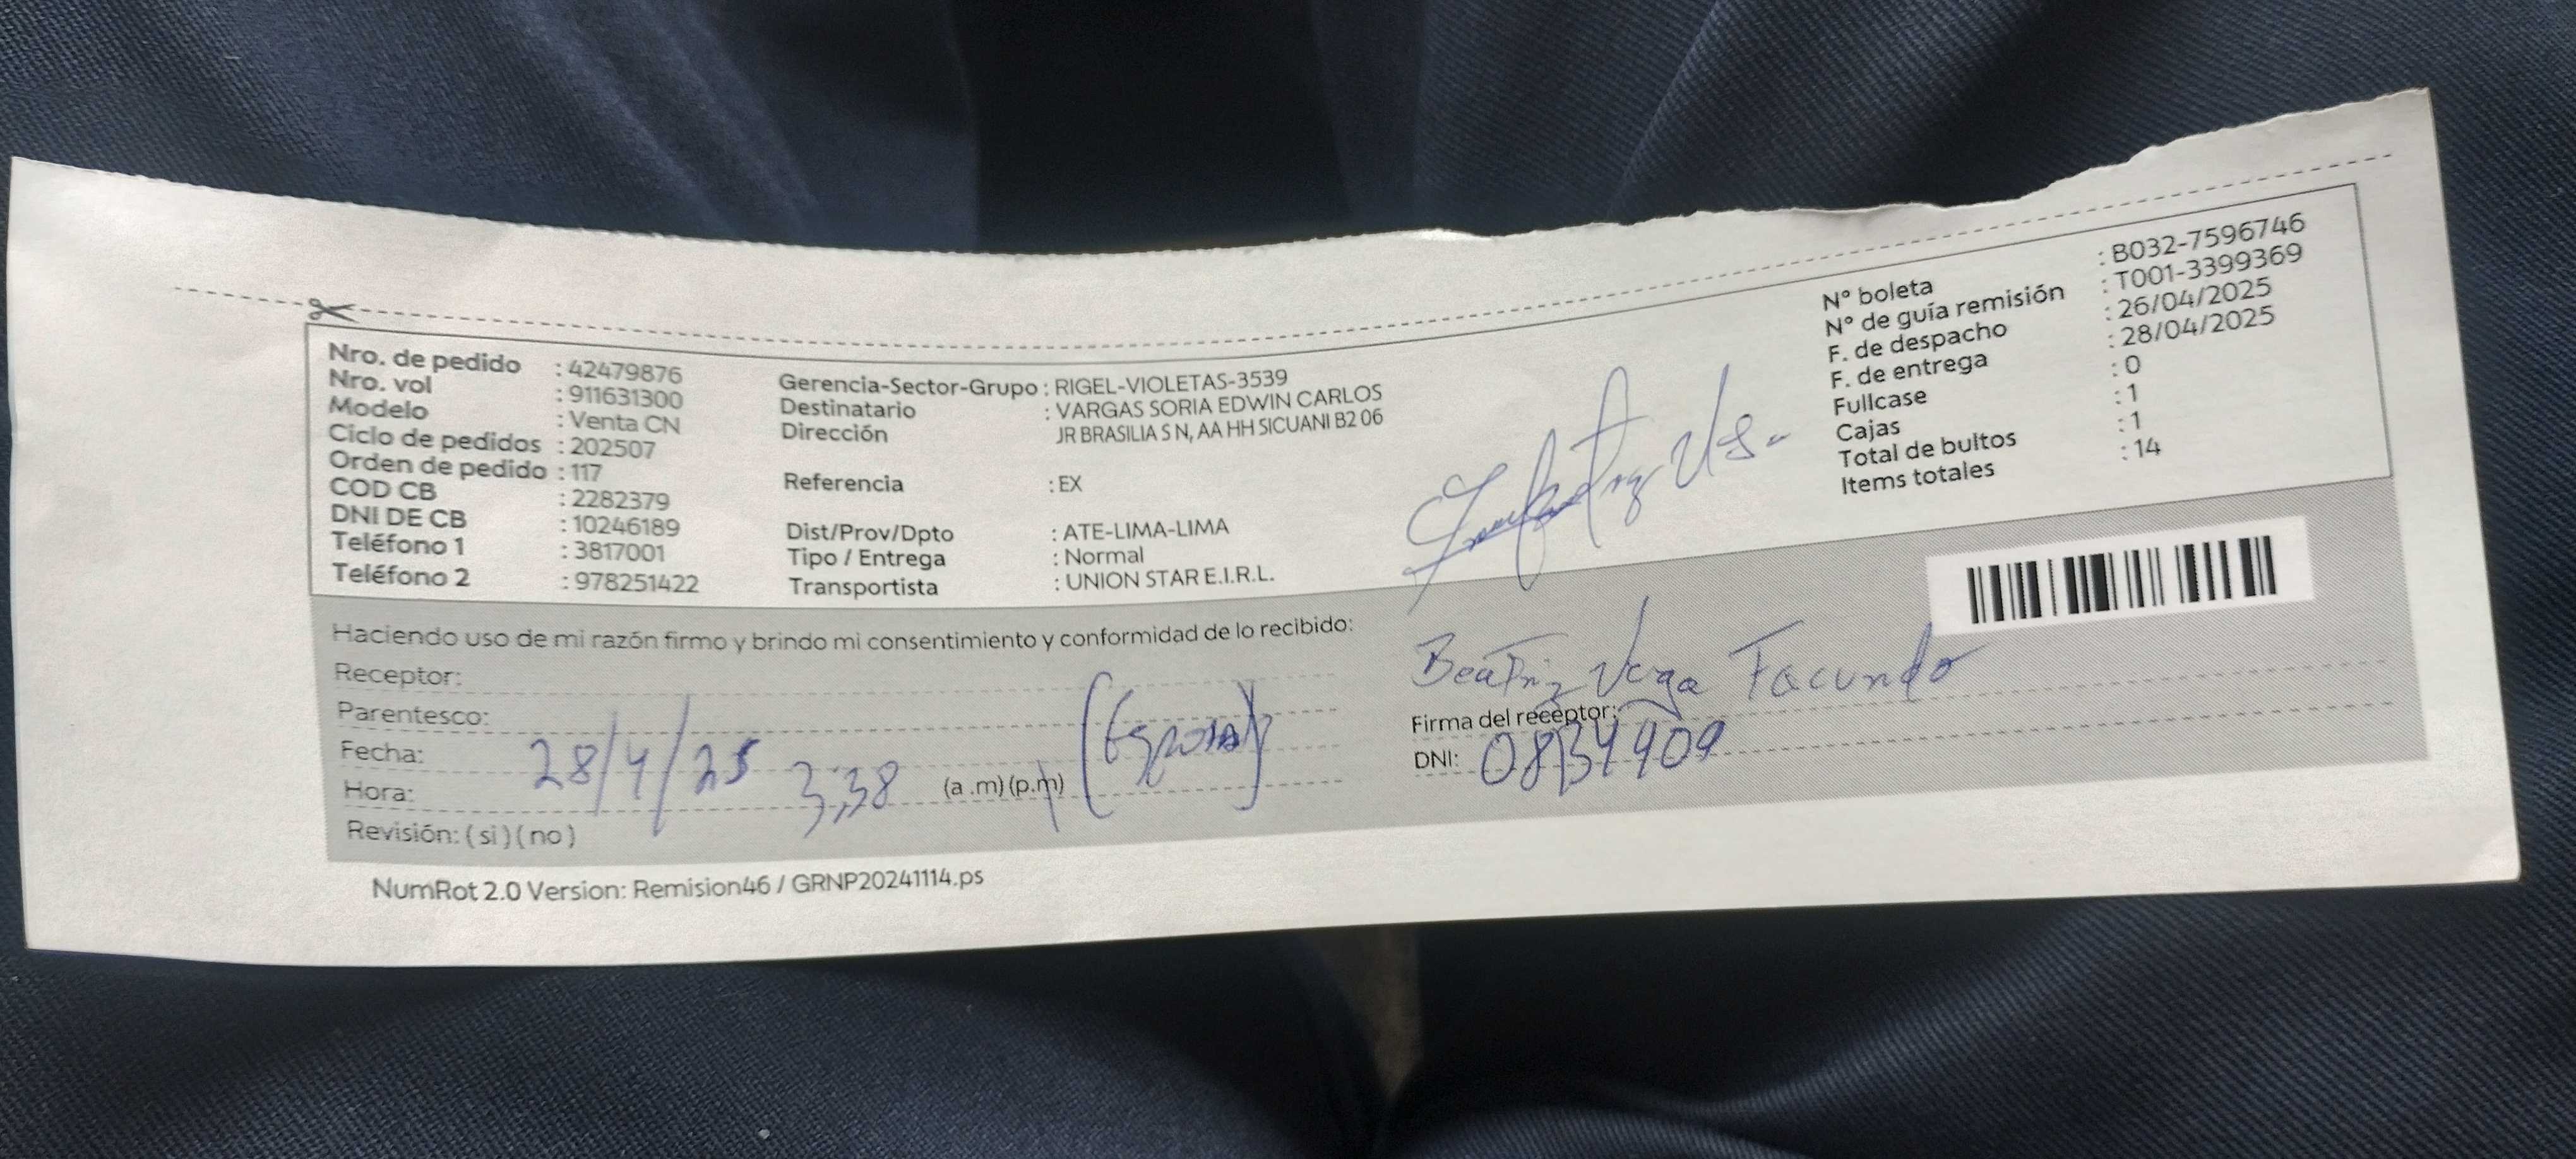 Nro. de pedido : 42479876
Nro. vol : 911631300
Modelo : Venta CN
Ciclo de pedidos : 202507
Orden de pedido : 117
COD CB : 2282379
DNI DE CB : 10246189
Teléfono 1 : 3817001
Teléfono 2 : 978251422
Gerencia-Sector-Grupo : RIGEL-VIOLETAS-3539
Destinatario : VARGAS SORIA EDWIN CARLOS
Dirección JR BRASILIA S N, AA HH SICUANI B2 06
Referencia : EX
Dist/Prov/Dpto : ATE-LIMA-LIMA
Tipo / Entrega : Normal
Transportista : UNION STAR E.I.R.L.
N° boleta : B032-7596746
N° de guía remisión : T001-3399369
F. de despacho : 26/04/2025
F. de entrega : 28/04/2025
Fullcase : 0
Cajas : 1
Total de bultos : 1
Items totales : 14
Haciendo uso de mi razón firmo y brindo mi consentimiento y conformidad de lo recibido:
Receptor:
Parentesco: (Esposa)
Fecha: 28/4/25
Hora: 3:38 (a .m) (p.m)
Revisión: ( si ) ( no )
Beatriz Vega Facundo
Firma del receptor:
DNI: 08134909
NumRot 2.0 Version: Remision46 / GRNP20241114.ps